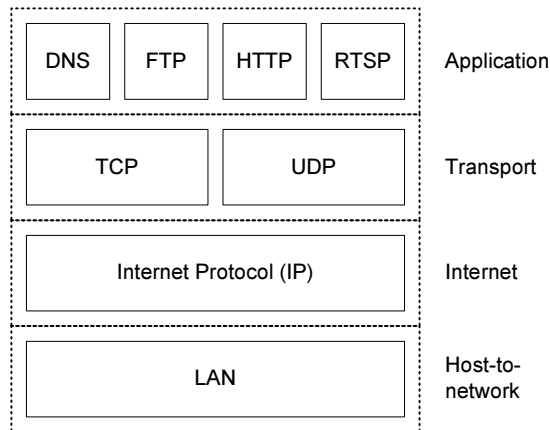 DNS FTP HTTP RTSP Application
TCP UDP Transport
Internet Protocol (IP) Internet
LAN Host-to-
network